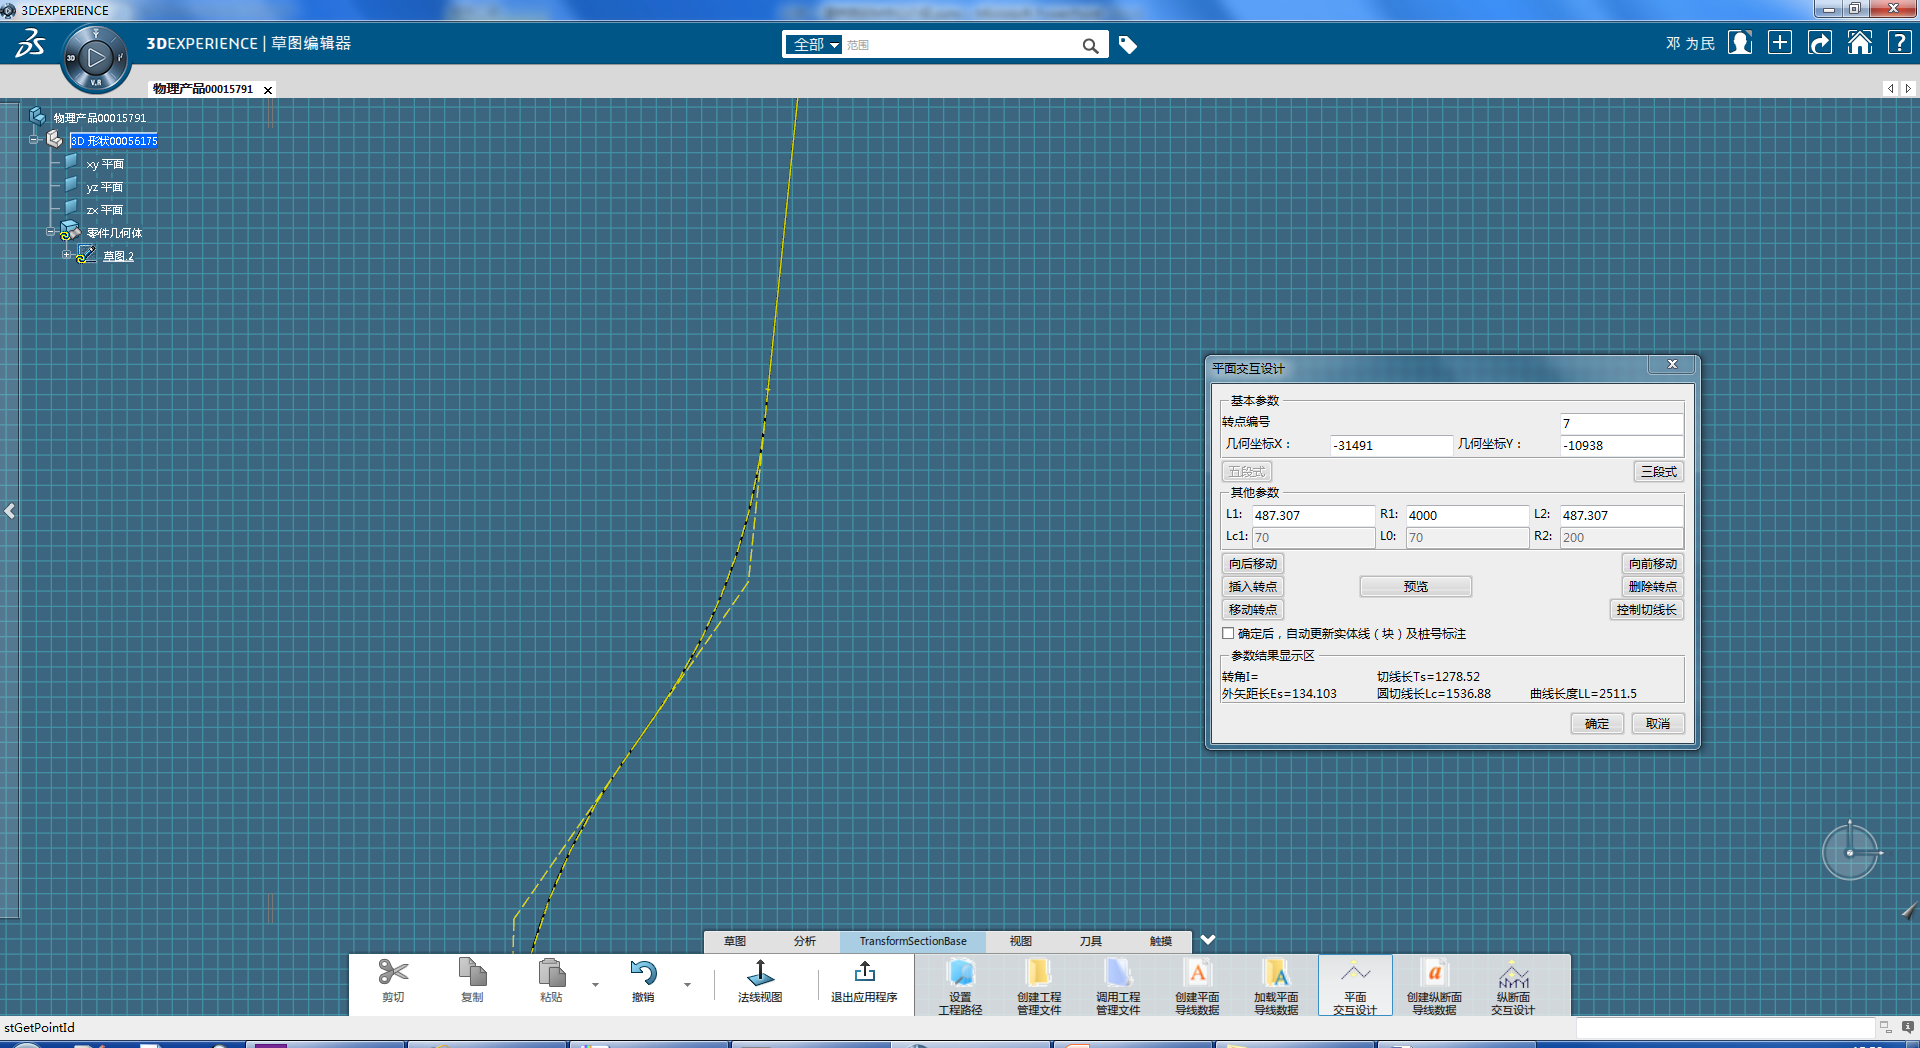 3DEXPERIENCE
3DEXPERIENCE | 草图编辑器
全部
范围
邓 为民
3D
V.R
物理产品00015791
物理产品00015791
3D 形状00056175
xy 平面
yz 平面
zx 平面
零件几何体
草图.2
平面交互设计
基本参数
转点编号
7
几何坐标X：
-31491
几何坐标Y：
-10938
五段式
三段式
其他参数
L1:
487.307
R1:
4000
L2:
487.307
Lc1:
70
L0:
70
R2:
200
向后移动
向前移动
插入转点
预览
删除转点
移动转点
控制切线长
确定后，自动更新实体线（块）及桩号标注
参数结果显示区
转角I=
切线长Ts=1278.52
外矢距长Es=134.103
圆切线长Lc=1536.88
曲线长度LL=2511.5
确定
取消
草图
分析
TransformSectionBase
视图
刀具
触摸
剪切
复制
粘贴
撤销
法线视图
退出应用程序
设置
工程路径
创建工程
管理文件
调用工程
管理文件
创建平面
导线数据
加载平面
导线数据
平面
交互设计
创建纵断面
导线数据
纵断面
交互设计
stGetPointId